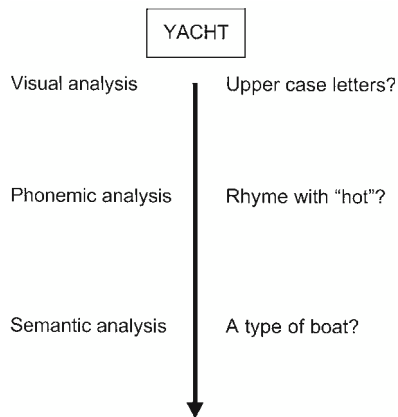 YACHT
Visual analysis Upper case letters?
Phonemic analysis Rhyme with “hot”?
Semantic analysis A type of boat?